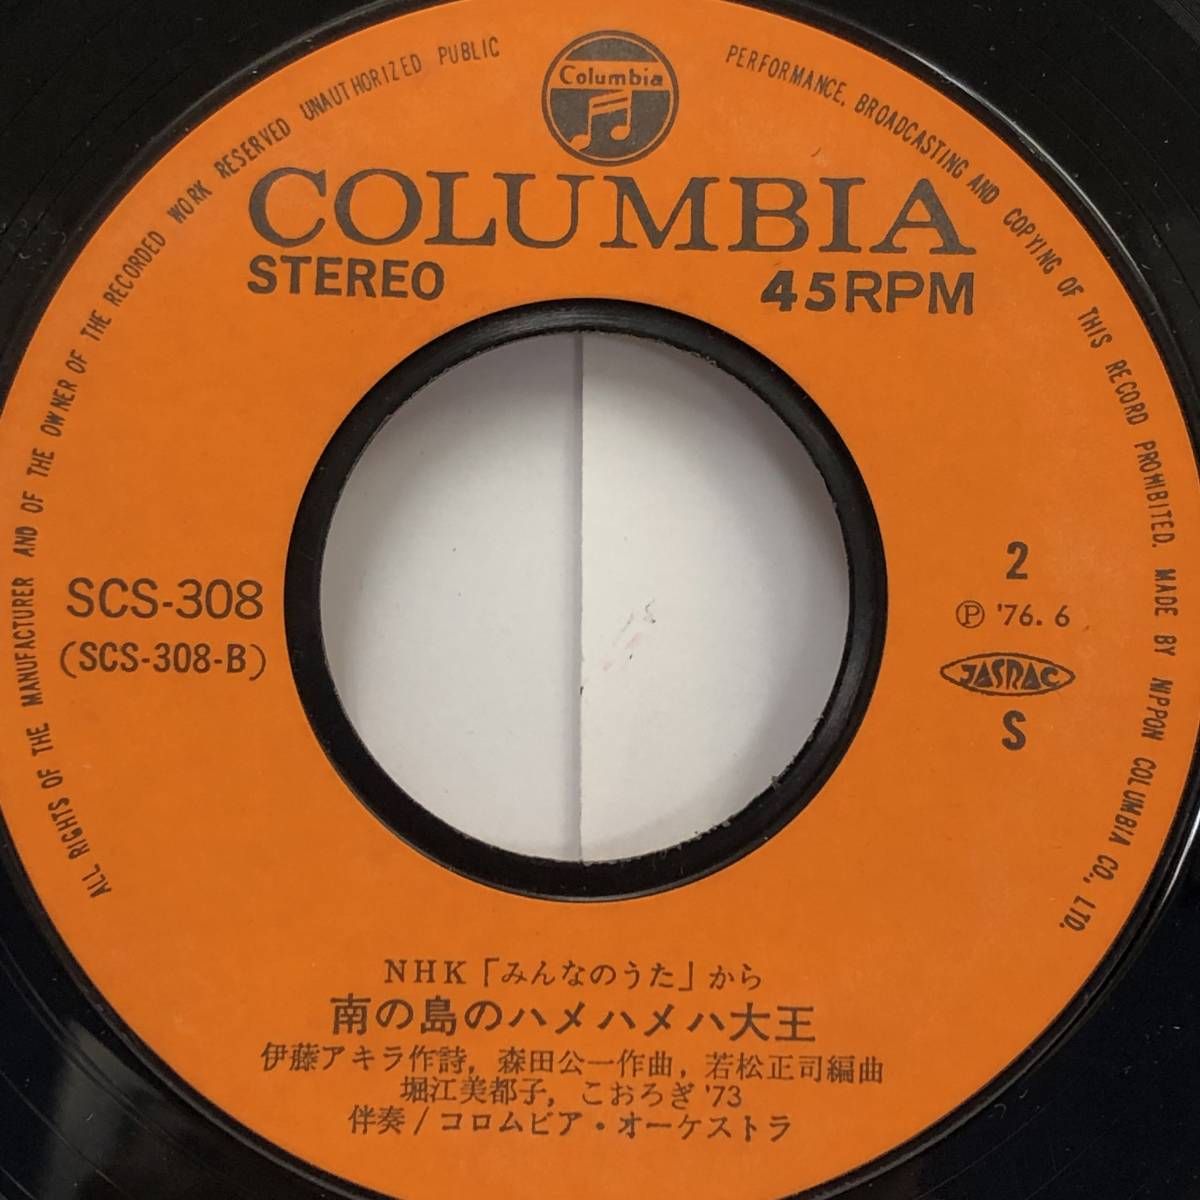 ALL RIGHTS OF THE MANUFACTURER AND OF THE OWNER OF THE RECORDED WORK RESERVED UNAUTHORIZED PUBLIC PERFORMANCE, BROADCASTING AND COPYING OF THIS RECORD PROHIBITED. MADE BY NIPPON COLUMBIA CO., LTD.
Columbia
COLUMBIA
STEREO 45RPM
SCS-308
(SCS-308-B)
2
Ⓟ '76.6
JASRAC
S
NHK「みんなのうた」から
南の島のハメハメハ大王
伊藤アキラ作詩, 森田公一作曲, 若松正司編曲
堀江美都子, こおろぎ'73
伴奏/コロムビア・オーケストラ